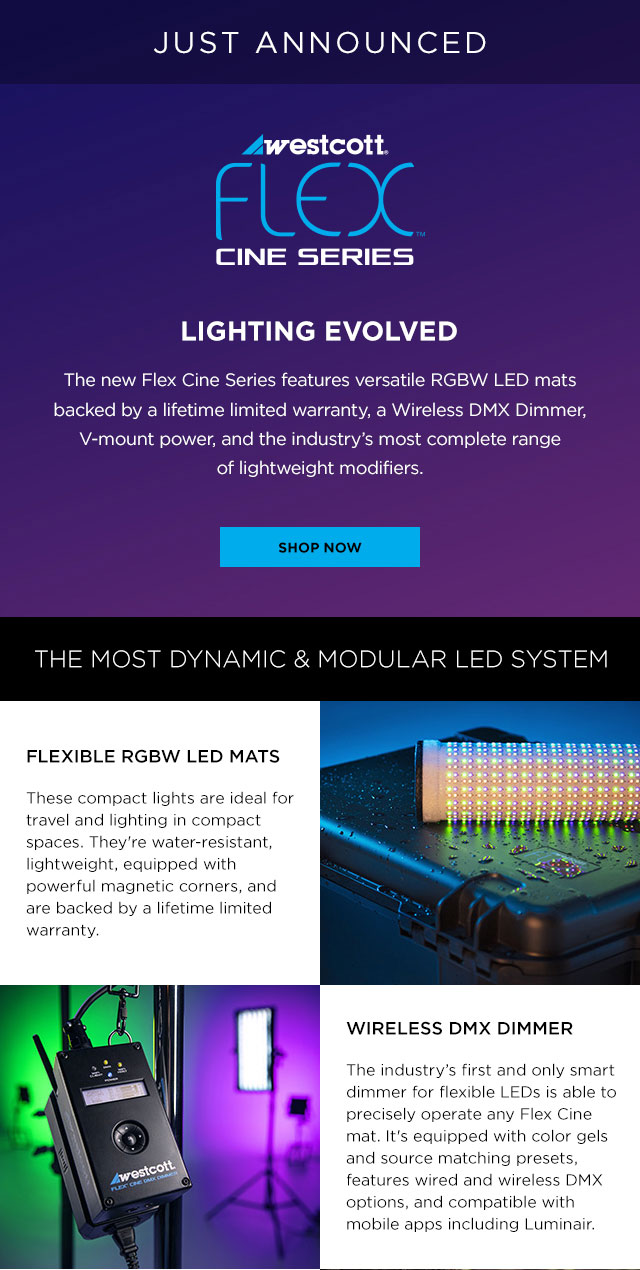 JUST ANNOUNCED
Westcott®
FLEX™
CINE SERIES
LIGHTING EVOLVED
The new Flex Cine Series features versatile RGBW LED mats
backed by a lifetime limited warranty, a Wireless DMX Dimmer,
V-mount power, and the industry’s most complete range
of lightweight modifiers.
SHOP NOW
THE MOST DYNAMIC & MODULAR LED SYSTEM
FLEXIBLE RGBW LED MATS
These compact lights are ideal for
travel and lighting in compact
spaces. They're water-resistant,
lightweight, equipped with
powerful magnetic corners, and
are backed by a lifetime limited
warranty.
POWER
Westcott
FLEX CINE DMX DIMMER
WIRELESS DMX DIMMER
The industry’s first and only smart
dimmer for flexible LEDs is able to
precisely operate any Flex Cine
mat. It's equipped with color gels
and source matching presets,
features wired and wireless DMX
options, and compatible with
mobile apps including Luminair.